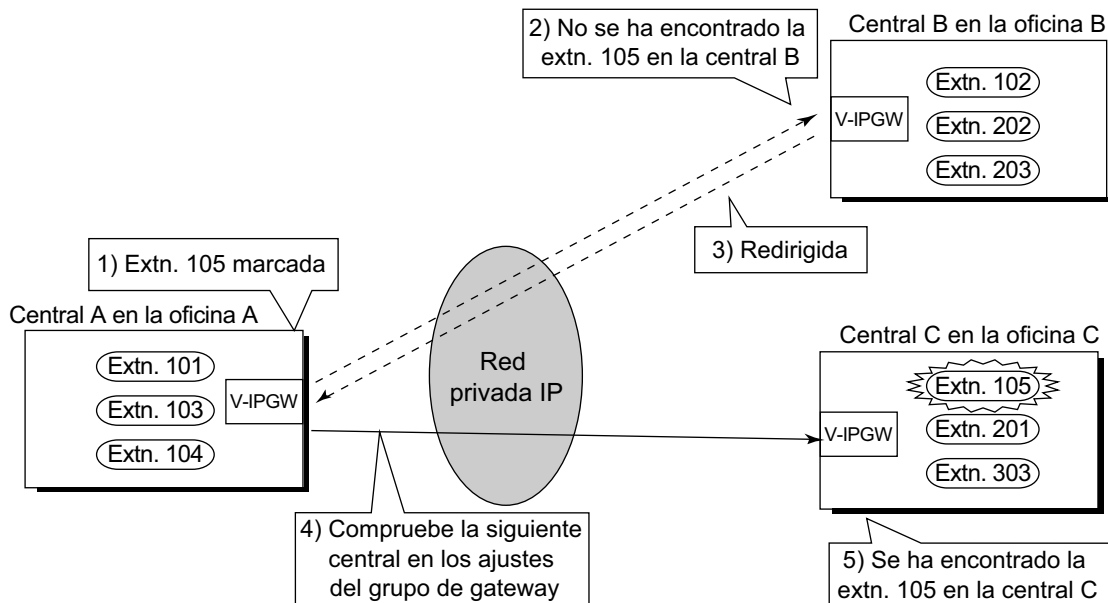 2) No se ha encontrado la
extn. 105 en la central B
Central B en la oficina B
V-IPGW
Extn. 102
Extn. 202
Extn. 203
3) Redirigida
1) Extn. 105 marcada
Central A en la oficina A
Extn. 101
Extn. 103
Extn. 104
V-IPGW
Red
privada IP
Central C en la oficina C
V-IPGW
Extn. 105
Extn. 201
Extn. 303
4) Compruebe la siguiente
central en los ajustes
del grupo de gateway
5) Se ha encontrado la
extn. 105 en la central C